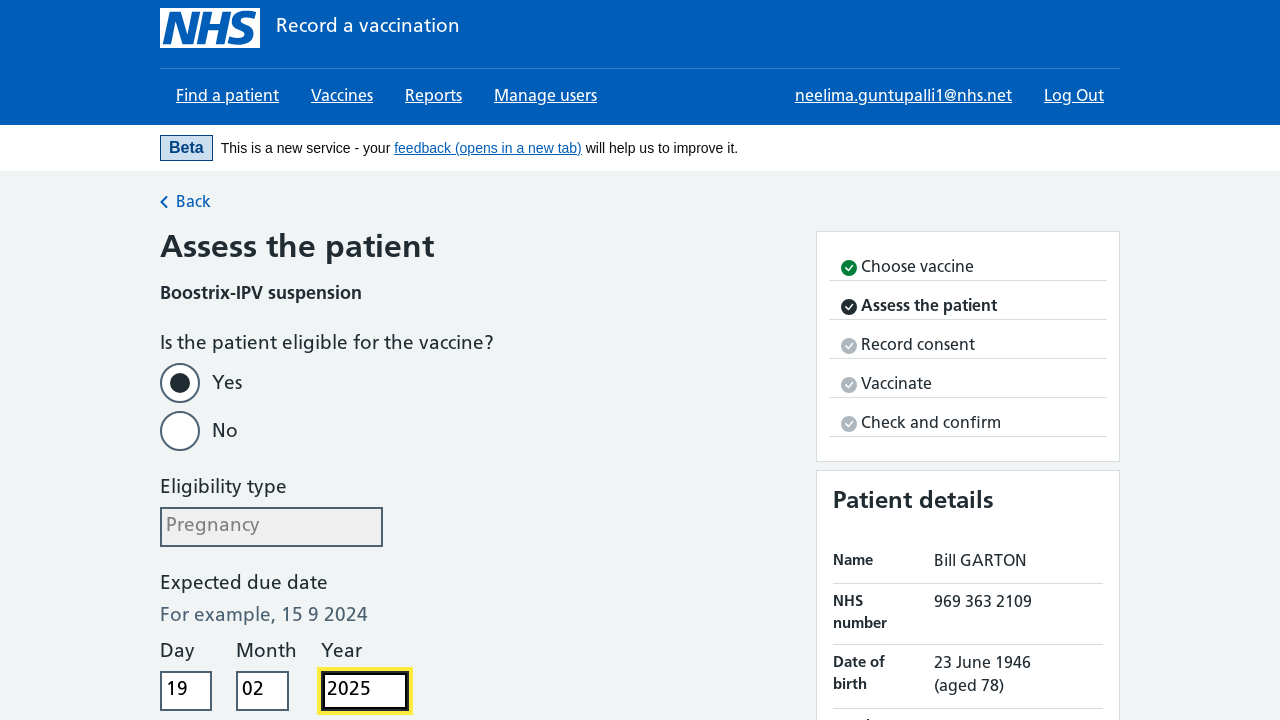 NHS Record a vaccination
Find a patient Vaccines Reports Manage users neelima.guntupalli1@nhs.net Log Out
Beta This is a new service - your feedback (opens in a new tab) will help us to improve it.
Back
Assess the patient
Boostrix-IPV suspension
Is the patient eligible for the vaccine?
Yes
No
Eligibility type
Pregnancy
Expected due date
For example, 15 9 2024
Day Month Year
19 02 2025
Choose vaccine
Assess the patient
Record consent
Vaccinate
Check and confirm
Patient details
Name Bill GARTON
NHS number 969 363 2109
Date of birth 23 June 1946 (aged 78)